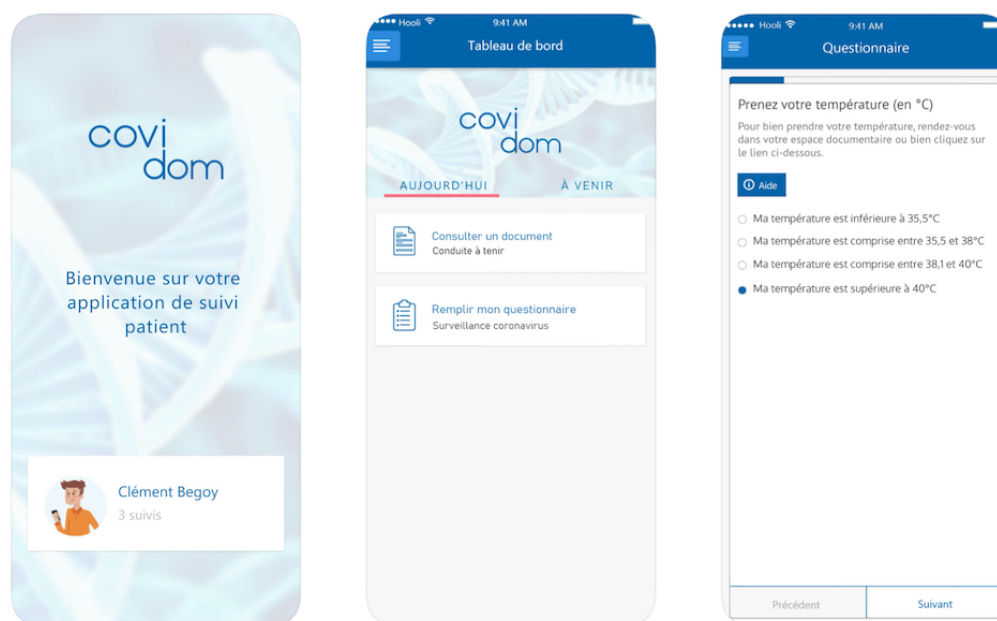 covi
dom
Bienvenue sur votre
application de suivi
patient
Clément Begoy
3 suivis
Hooli 9:41 AM
Tableau de bord
covi
dom
AUJOURD'HUI À VENIR
Consulter un document
Conduite à tenir
Remplir mon questionnaire
Surveillance coronavirus
Hooli 9:41 AM
Questionnaire
Prenez votre température (en °C)
Pour bien prendre votre température, rendez-vous
dans votre espace documentaire ou bien cliquez sur
le lien ci-dessous.
Aide
Ma température est inférieure à 35,5°C
Ma température est comprise entre 35,5 et 38°C
Ma température est comprise entre 38,1 et 40°C
Ma température est supérieure à 40°C
Précédent Suivant